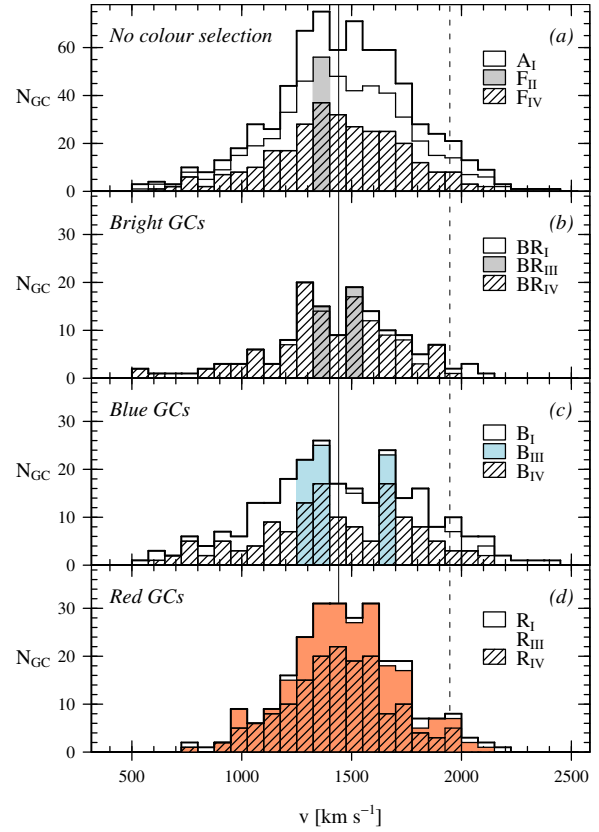 No colour selection (a)
A_I
F_II
F_IV
N_GC
60
40
20
0
Bright GCs (b)
BR_I
BR_III
BR_IV
N_GC
30
20
10
0
Blue GCs (c)
B_I
B_III
B_IV
N_GC
30
20
10
0
Red GCs (d)
R_I
R_III
R_IV
N_GC
30
20
10
0
500 1000 1500 2000 2500
v [km s⁻¹]